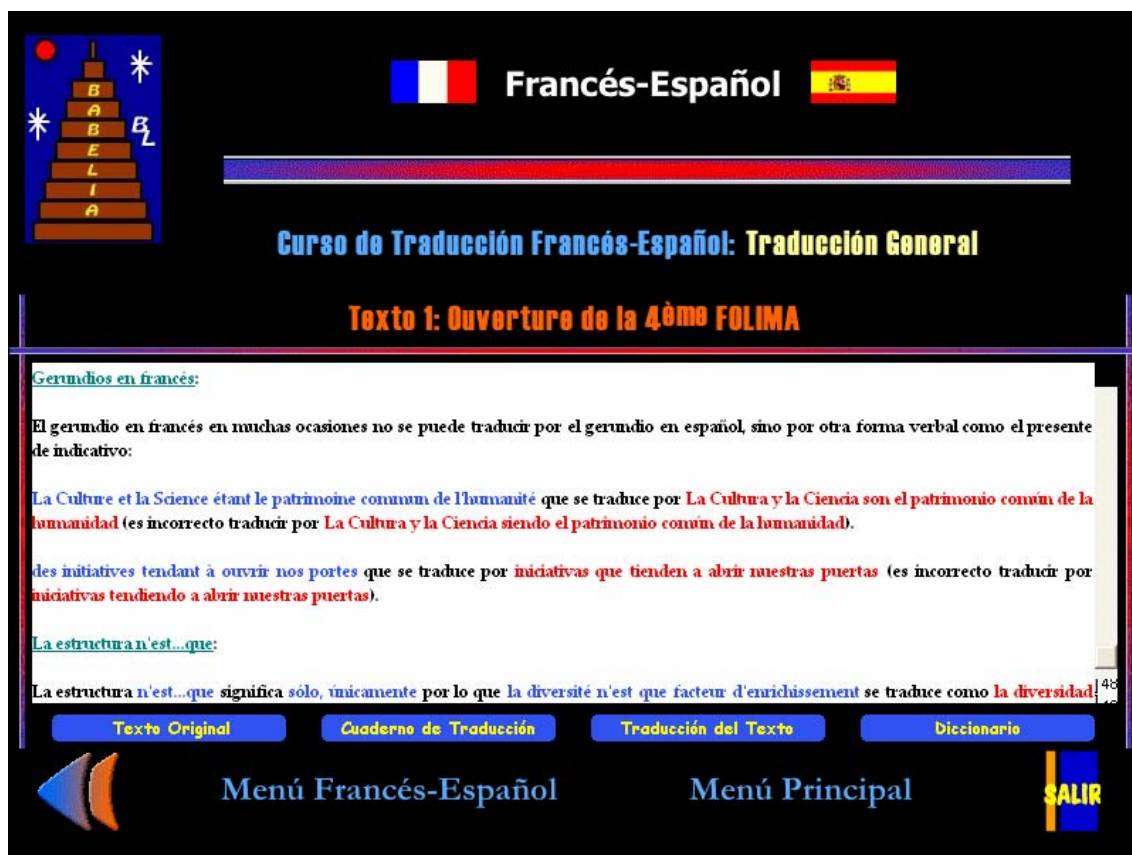 BABELIA
BL
Francés-Español
Curso de Traducción Francés-Español: Traducción General
Texto 1: Ouverture de la 4ème FOLIMA
Gerundios en francés:
El gerundio en francés en muchas ocasiones no se puede traducir por el gerundio en español, sino por otra forma verbal como el presente
de indicativo:
La Culture et la Science étant le patrimoine commun de l'humanité que se traduce por La Cultura y la Ciencia son el patrimonio común de la
humanidad (es incorrecto traducir por La Cultura y la Ciencia siendo el patrimonio común de la humanidad).
des initiatives tendant à ouvrir nos portes que se traduce por iniciativas que tienden a abrir nuestras puertas (es incorrecto traducir por
iniciativas tendiendo a abrir nuestras puertas).
La estructura n'est...que:
La estructura n'est...que significa sólo, únicamente por lo que la diversité n'est que facteur d'enrichissement se traduce como la diversidad
48
Texto Original
Cuaderno de Traducción
Traducción del Texto
Diccionario
Menú Francés-Español
Menú Principal
SALIR